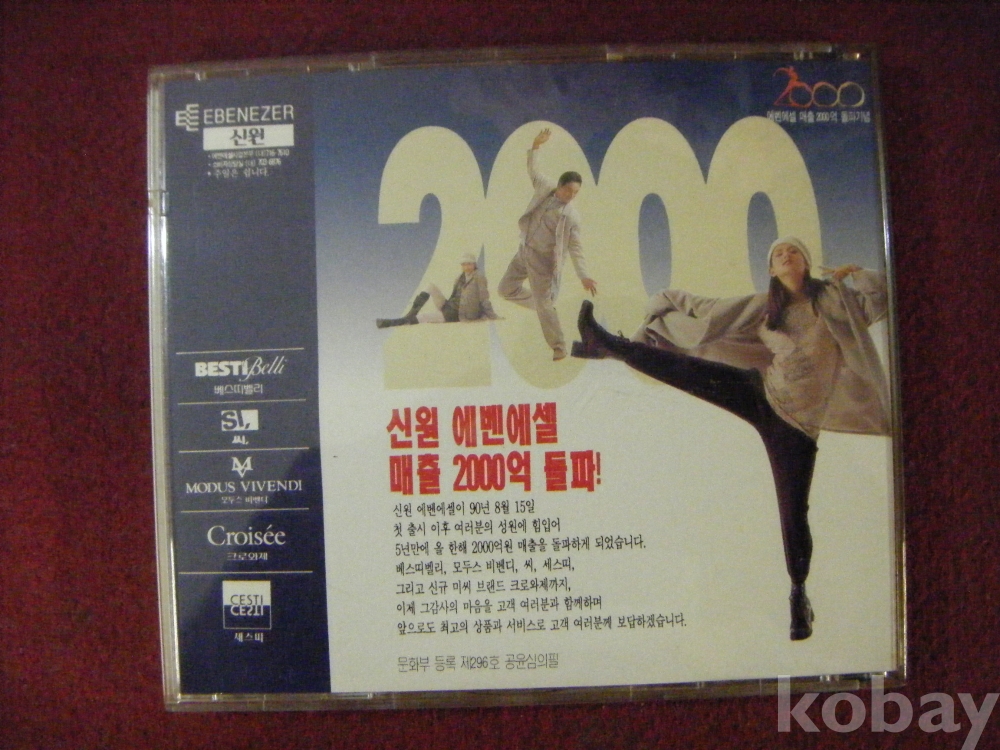 EBENEZER
신원
• 주일은 쉽니다.
BESTI Belli
베스띠벨리
SI,
씨,
MV
MODUS VIVENDI
모두스 비벤디
Croisée
크로와제
CESTI
CESTI
세스띠
2000
에벤에셀 매출 2000억 돌파기념
2000
신원 에벤에셀
매출 2000억 돌파!
신원 에벤에셀이 90년 8월 15일
첫 출시 이후 여러분의 성원에 힘입어
5년만에 올 한해 2000억원 매출을 돌파하게 되었습니다.
베스띠벨리, 모두스 비벤디, 씨, 세스띠,
그리고 신규 미씨 브랜드 크로와제까지,
이제 그감사의 마음을 고객 여러분과 함께하며
앞으로도 최고의 상품과 서비스로 고객 여러분께 보답하겠습니다.
문화부 등록 제296호 공윤심의필
kobay